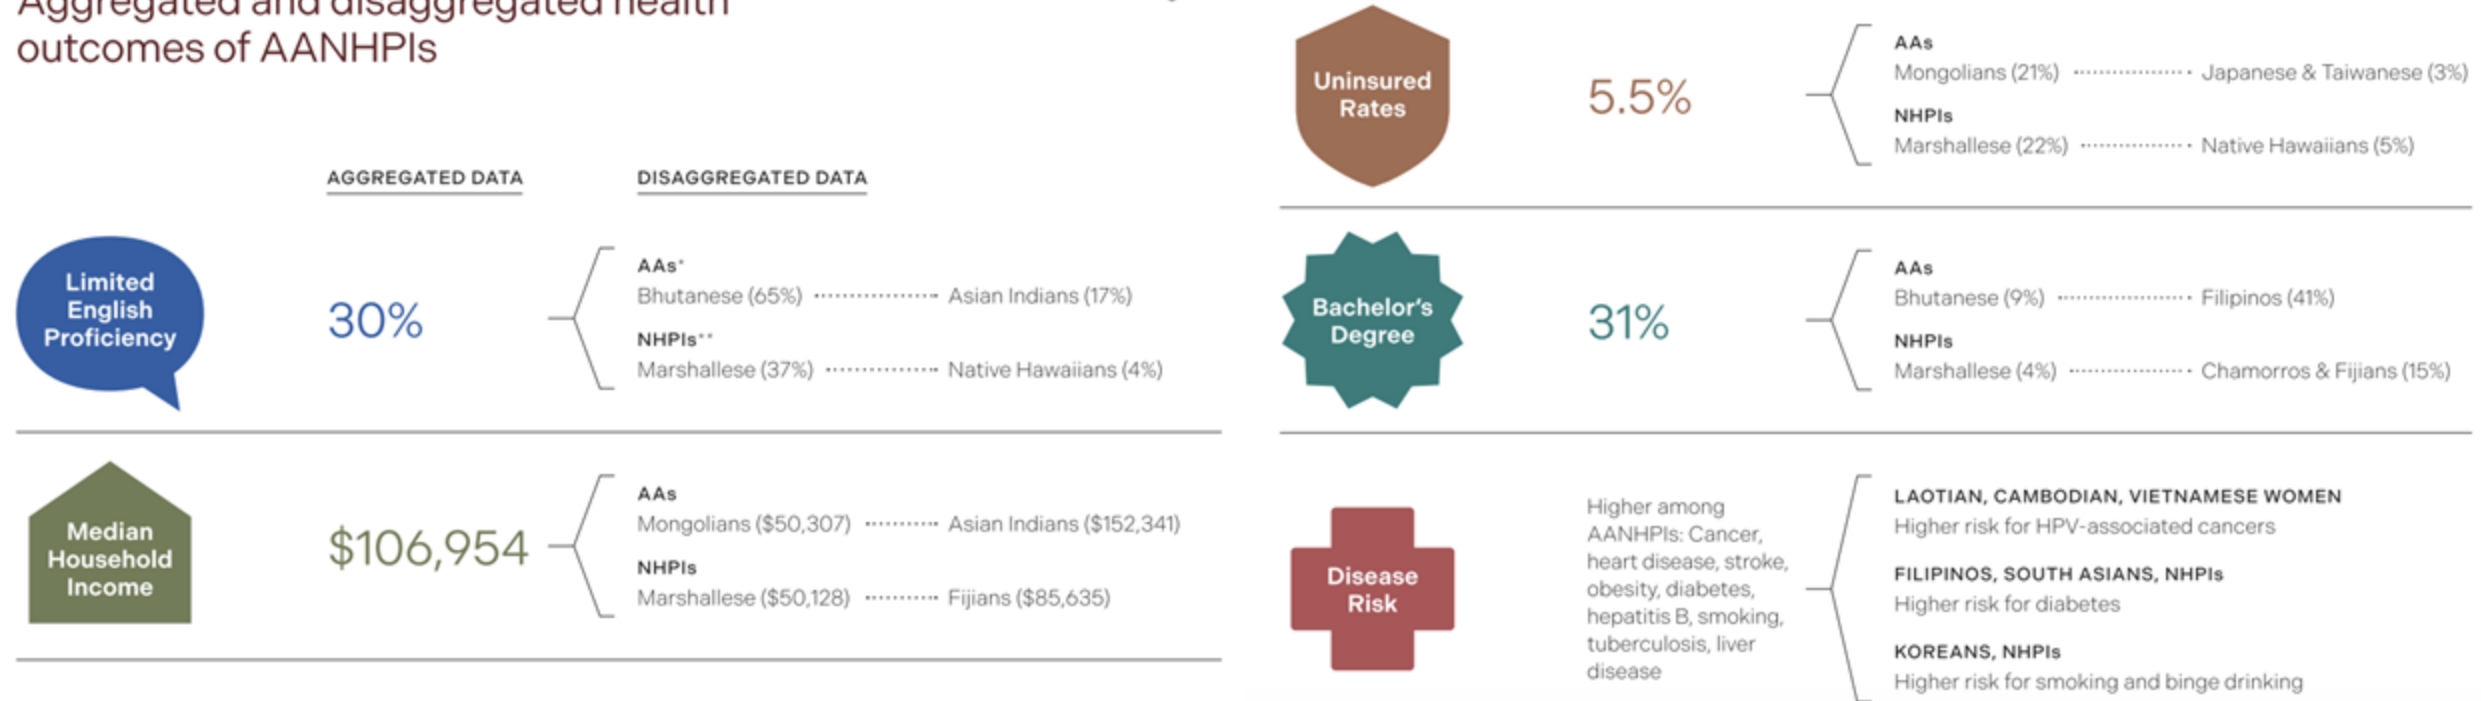 Aggregated and disaggregated health
outcomes of AANHPIs
AGGREGATED DATA
DISAGGREGATED DATA
Limited
English
Proficiency
30%
AAs*
Bhutanese (65%) Asian Indians (17%)
NHPIs**
Marshallese (37%) Native Hawaiians (4%)
Median
Household
Income
$106,954
AAs
Mongolians ($50,307) Asian Indians ($152,341)
NHPIs
Marshallese ($50,128) Fijians ($85,635)
Uninsured
Rates
5.5%
AAs
Mongolians (21%) Japanese & Taiwanese (3%)
NHPIs
Marshallese (22%) Native Hawaiians (5%)
Bachelor's
Degree
31%
AAs
Bhutanese (9%) Filipinos (41%)
NHPIs
Marshallese (4%) Chamorros & Fijians (15%)
Disease
Risk
Higher among
AANHPIs: Cancer,
heart disease, stroke,
obesity, diabetes,
hepatitis B, smoking,
tuberculosis, liver
disease
LAOTIAN, CAMBODIAN, VIETNAMESE WOMEN
Higher risk for HPV-associated cancers
FILIPINOS, SOUTH ASIANS, NHPIs
Higher risk for diabetes
KOREANS, NHPIs
Higher risk for smoking and binge drinking